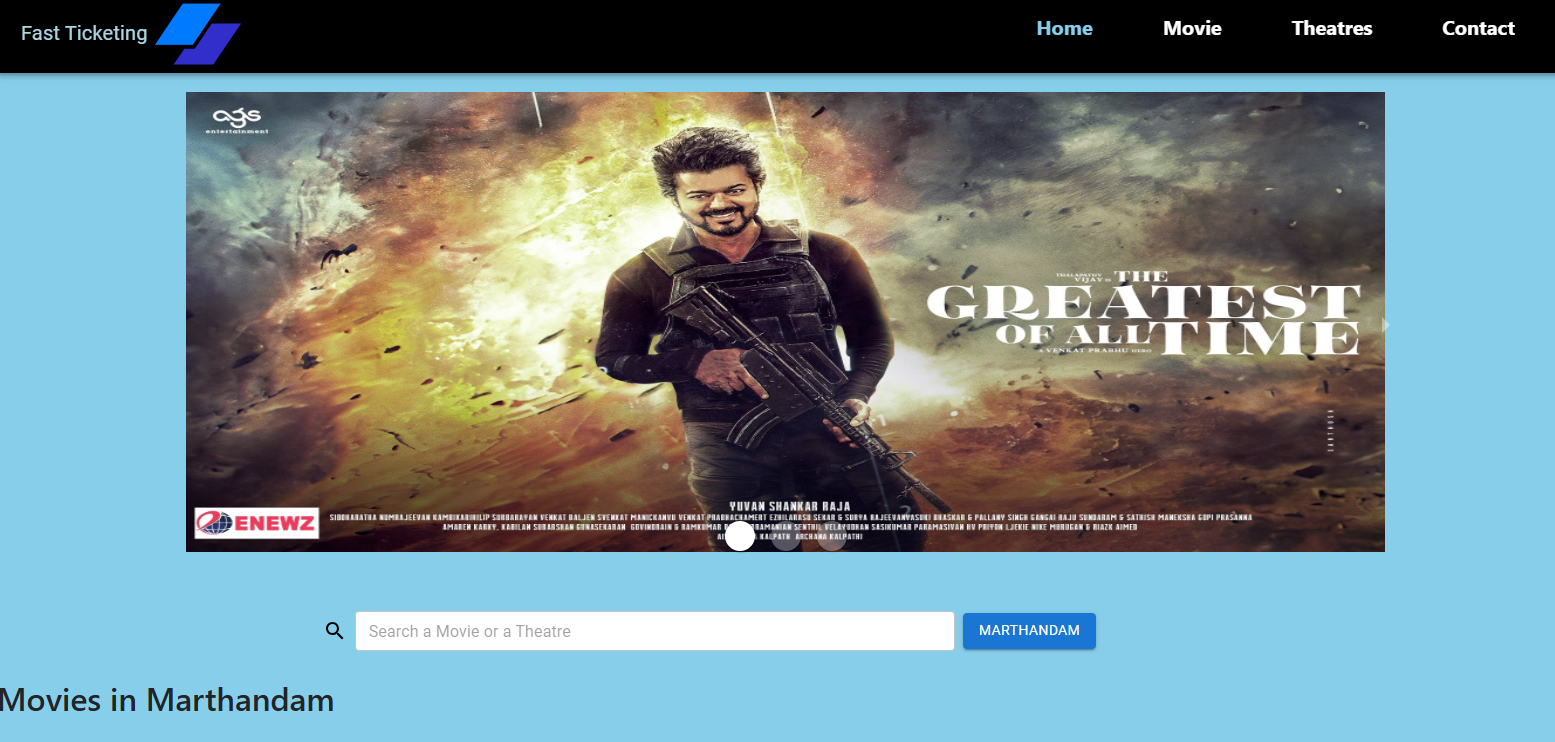 Fast Ticketing
Home
Movie
Theatres
Contact
ags
entertainment
THALAPATHY
VIJAY IN
THE
GREATEST
OF ALL TIME
A VENKAT PRABHU HERO
SANTHOSH
YUVAN SHANKAR RAJA
ENEWZ
Search a Movie or a Theatre
MARTHANDAM
Movies in Marthandam